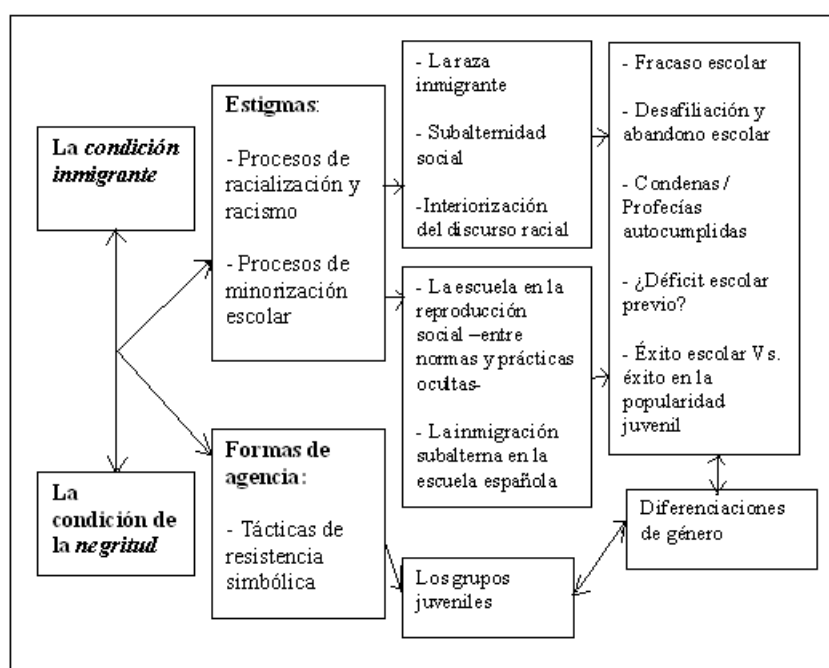 La condición
inmigrante
La
condición de
la negritud
Estigmas:
- Procesos de
racialización y
racismo
- Procesos de
minorización
escolar
Formas de
agencia:
- Tácticas de
resistencia
simbólica
- La raza
inmigrante
- Subalternidad
social
-Interiorización
del discurso racial
- La escuela en la
reproducción
social –entre
normas y prácticas
ocultas-
- La inmigración
subalterna en la
escuela española
Los grupos
juveniles
- Fracaso escolar
- Desafiliación y
abandono escolar
- Condenas /
Profecías
autocumplidas
- ¿Déficit escolar
previo?
- Éxito escolar Vs.
éxito en la
popularidad
juvenil
Diferenciaciones
de género